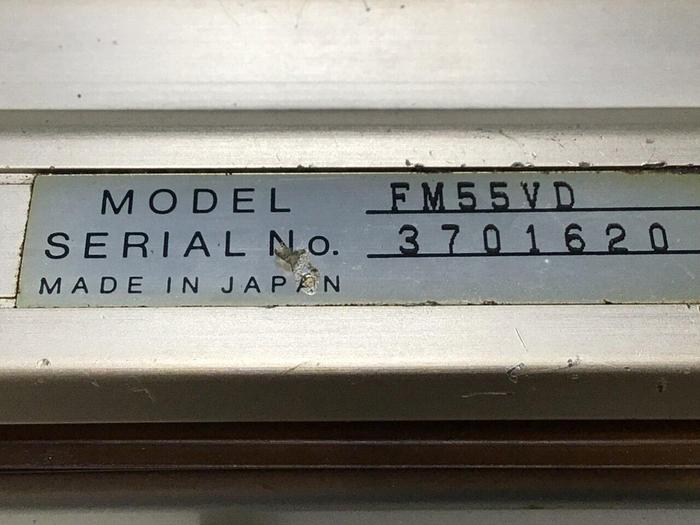 MODEL FM55VD
SERIAL No. 3701620
MADE IN JAPAN